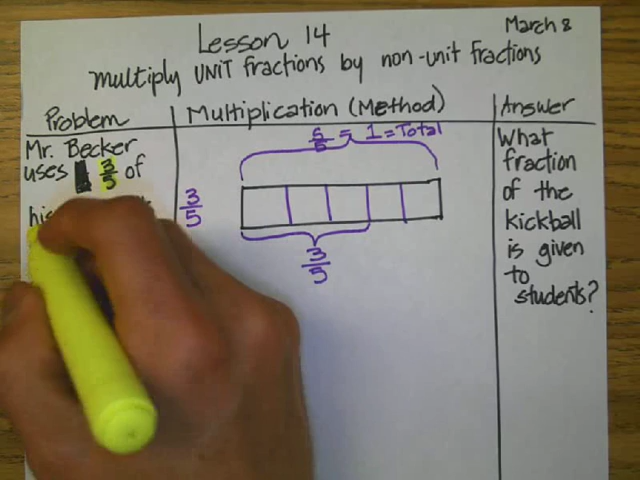 Lesson 14
March 8
multiply UNIT fractions by non-unit fractions
Problem
Multiplication (Method)
Answer
Mr. Becker
uses 3/5 of
his
5/5 = 1 = Total
3/5
3/5
What
fraction
of the
kickball
is given
to
students?